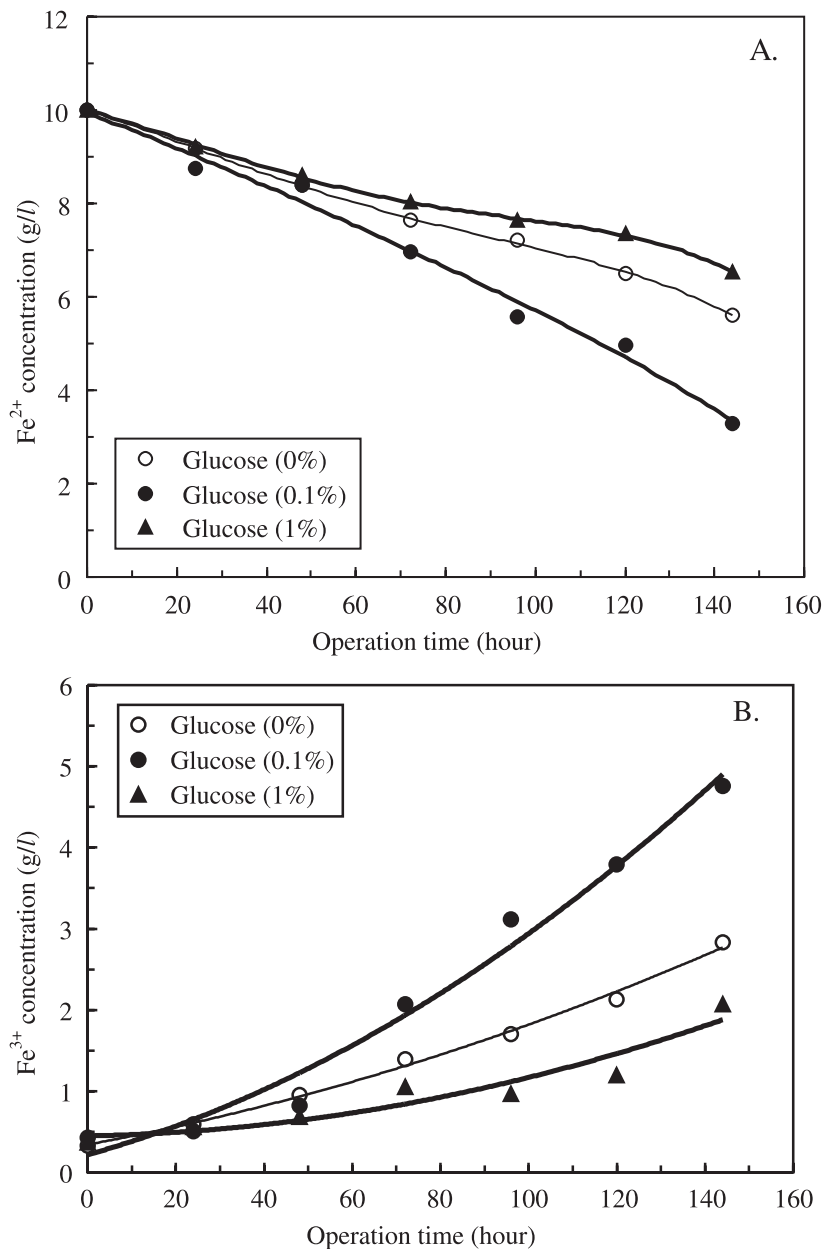 A.
12
10
8
6
4
2
0
Fe²⁺ concentration (g/l)
Glucose (0%)
Glucose (0.1%)
Glucose (1%)
0 20 40 60 80 100 120 140 160
Operation time (hour)
B.
6
5
4
3
2
1
0
Fe³⁺ concentration (g/l)
Glucose (0%)
Glucose (0.1%)
Glucose (1%)
0 20 40 60 80 100 120 140 160
Operation time (hour)